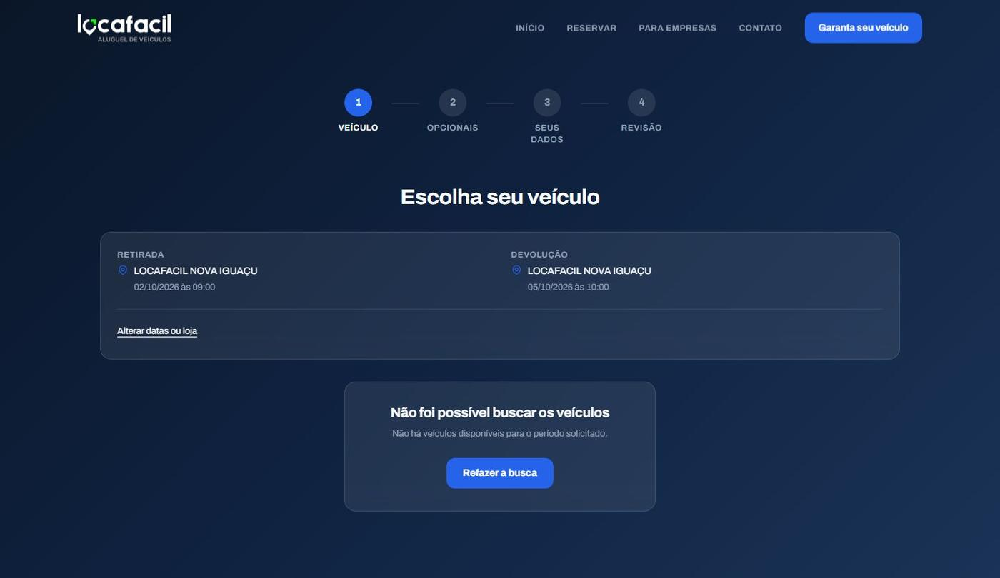 locafacil
ALUGUEL DE VEÍCULOS
INÍCIO
RESERVAR
PARA EMPRESAS
CONTATO
Garanta seu veículo
1
VEÍCULO
2
OPCIONAIS
3
SEUS
DADOS
4
REVISÃO
Escolha seu veículo
RETIRADA
LOCAFACIL NOVA IGUAÇU
02/10/2026 às 09:00
DEVOLUÇÃO
LOCAFACIL NOVA IGUAÇU
05/10/2026 às 10:00
Alterar datas ou loja
Não foi possível buscar os veículos
Não há veículos disponíveis para o período solicitado.
Refazer a busca